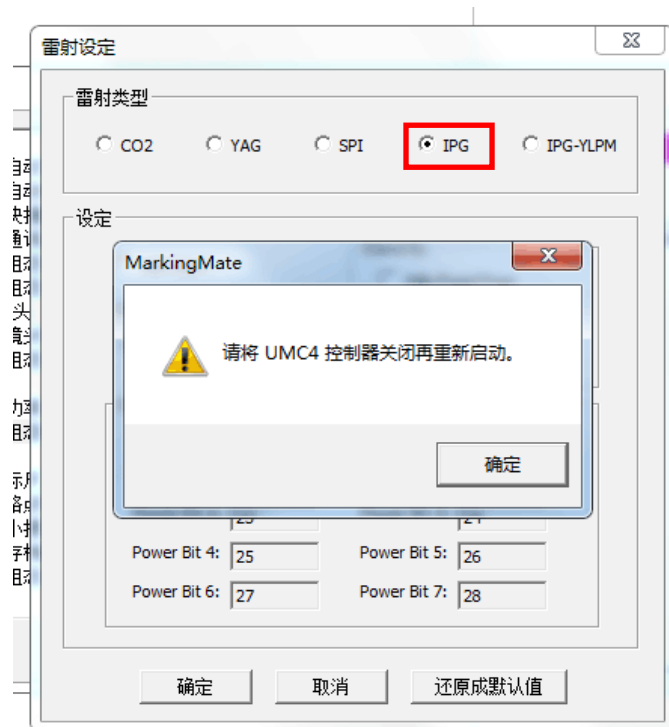 雷射设定
雷射类型
CO2 YAG SPI IPG IPG-YLPM
设定
MarkingMate
请将 UMC4 控制器关闭再重新启动。
确定
Power Bit 4: 25 Power Bit 5: 26
Power Bit 6: 27 Power Bit 7: 28
确定 取消 还原成默认值